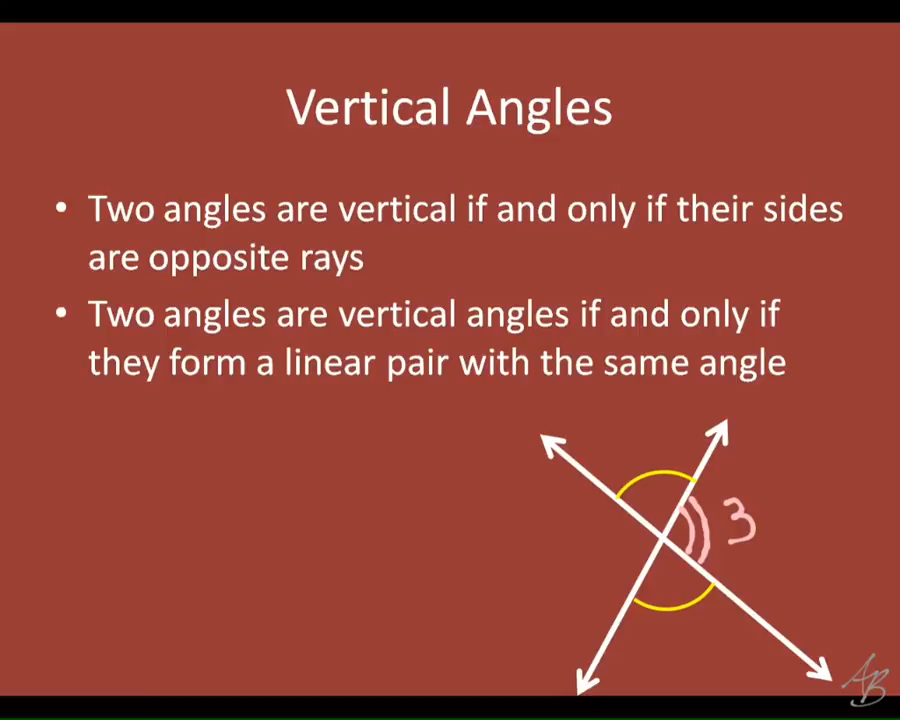 Vertical Angles
• Two angles are vertical if and only if their sides
are opposite rays
• Two angles are vertical angles if and only if
they form a linear pair with the same angle
3
AB